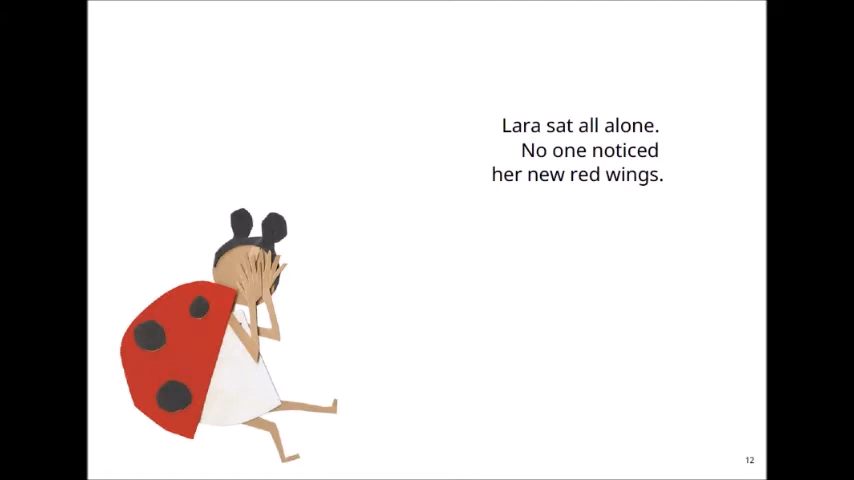 Lara sat all alone.
No one noticed
her new red wings.
12